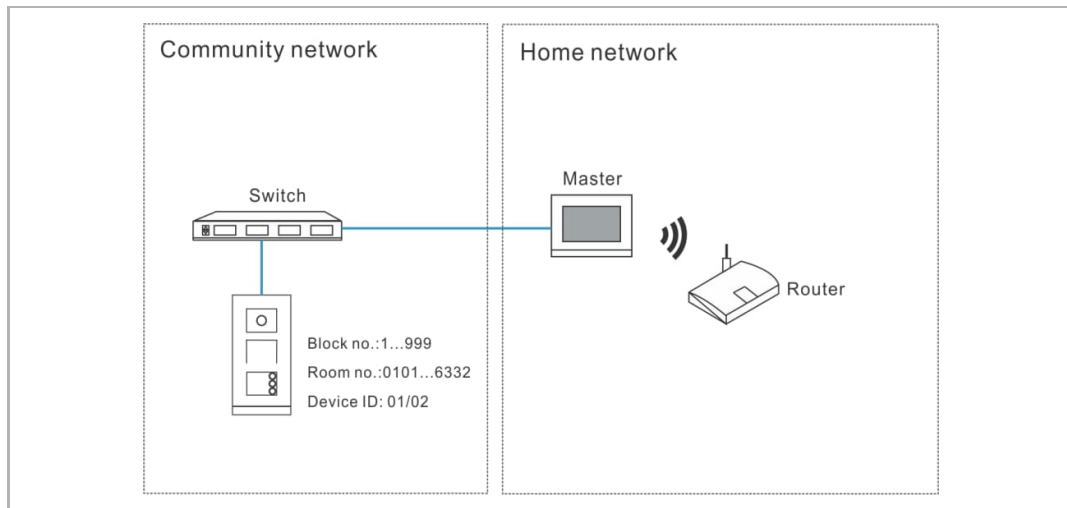 Community network
Home network
Switch
Master
Router
Block no.:1...999
Room no.:0101...6332
Device ID: 01/02